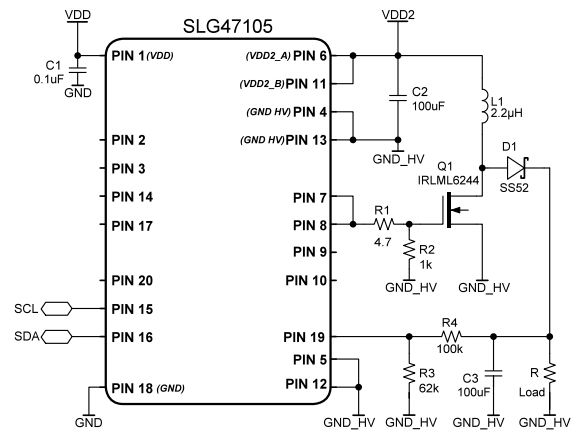 VDD
SLG47105
VDD2
PIN 1 (VDD)
(VDD2_A) PIN 6
C1
0.1uF
GND
(VDD2_B) PIN 11
C2
100uF
L1
2.2µH
(GND HV) PIN 4
PIN 2
(GND HV) PIN 13
GND_HV
D1
SS52
PIN 3
Q1
IRLML6244
PIN 14
PIN 7
PIN 17
PIN 8
R1
4.7
R2
1k
PIN 9
PIN 20
PIN 10
GND_HV
GND_HV
SCL
PIN 15
SDA
PIN 16
PIN 19
R4
100k
PIN 5
R3
62k
C3
100uF
R
Load
PIN 18 (GND)
PIN 12
GND
GND_HV
GND_HV
GND_HV
GND_HV